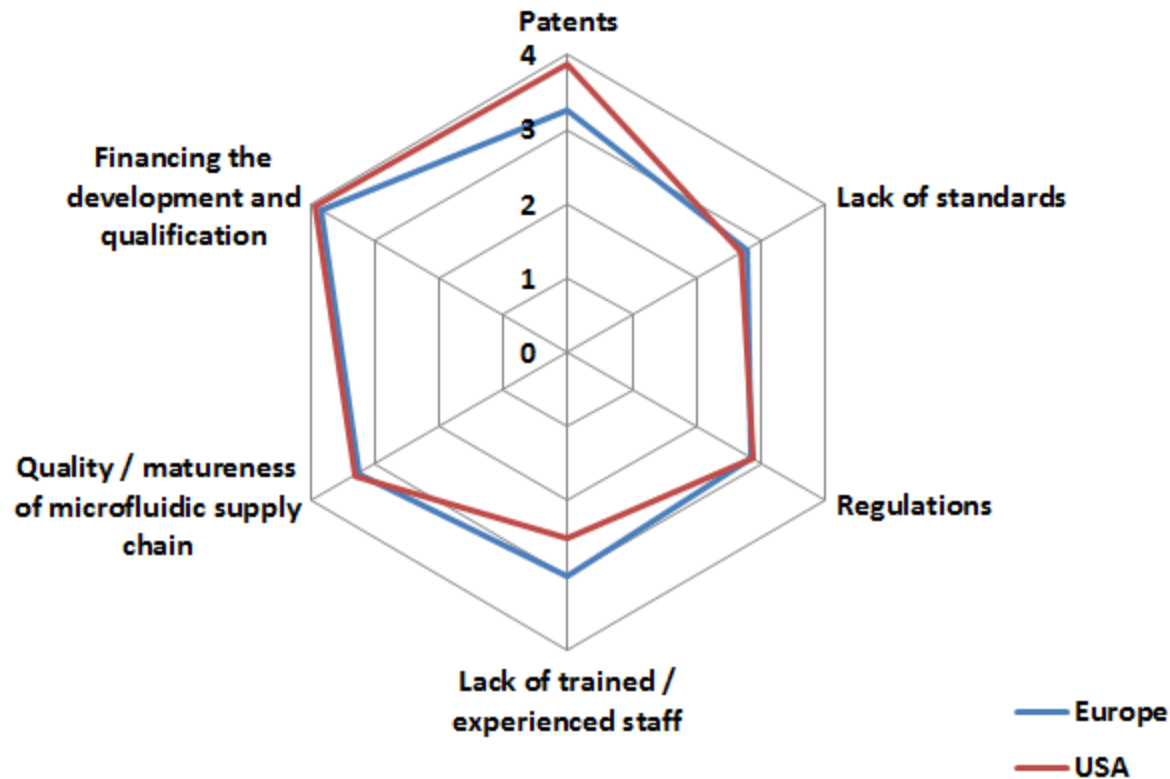 Patents
4
3
2
1
0
Financing the
development and
qualification
Lack of standards
Quality / matureness
of microfluidic supply
chain
Regulations
Lack of trained /
experienced staff
Europe
USA